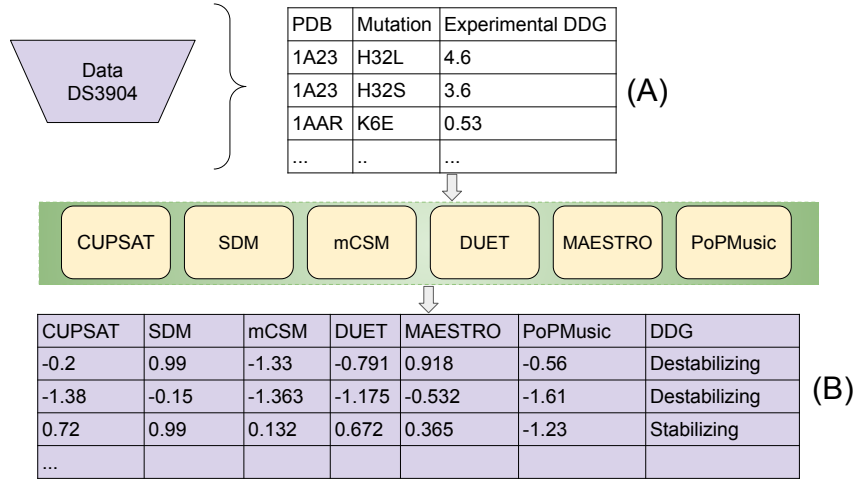 Data
DS3904
PDB Mutation Experimental DDG
1A23 H32L 4.6
1A23 H32S 3.6
1AAR K6E 0.53
... .. ...
(A)
CUPSAT SDM mCSM DUET MAESTRO PoPMusic
CUPSAT SDM mCSM DUET MAESTRO PoPMusic DDG
-0.2 0.99 -1.33 -0.791 0.918 -0.56 Destabilizing
-1.38 -0.15 -1.363 -1.175 -0.532 -1.61 Destabilizing
0.72 0.99 0.132 0.672 0.365 -1.23 Stabilizing
...
(B)